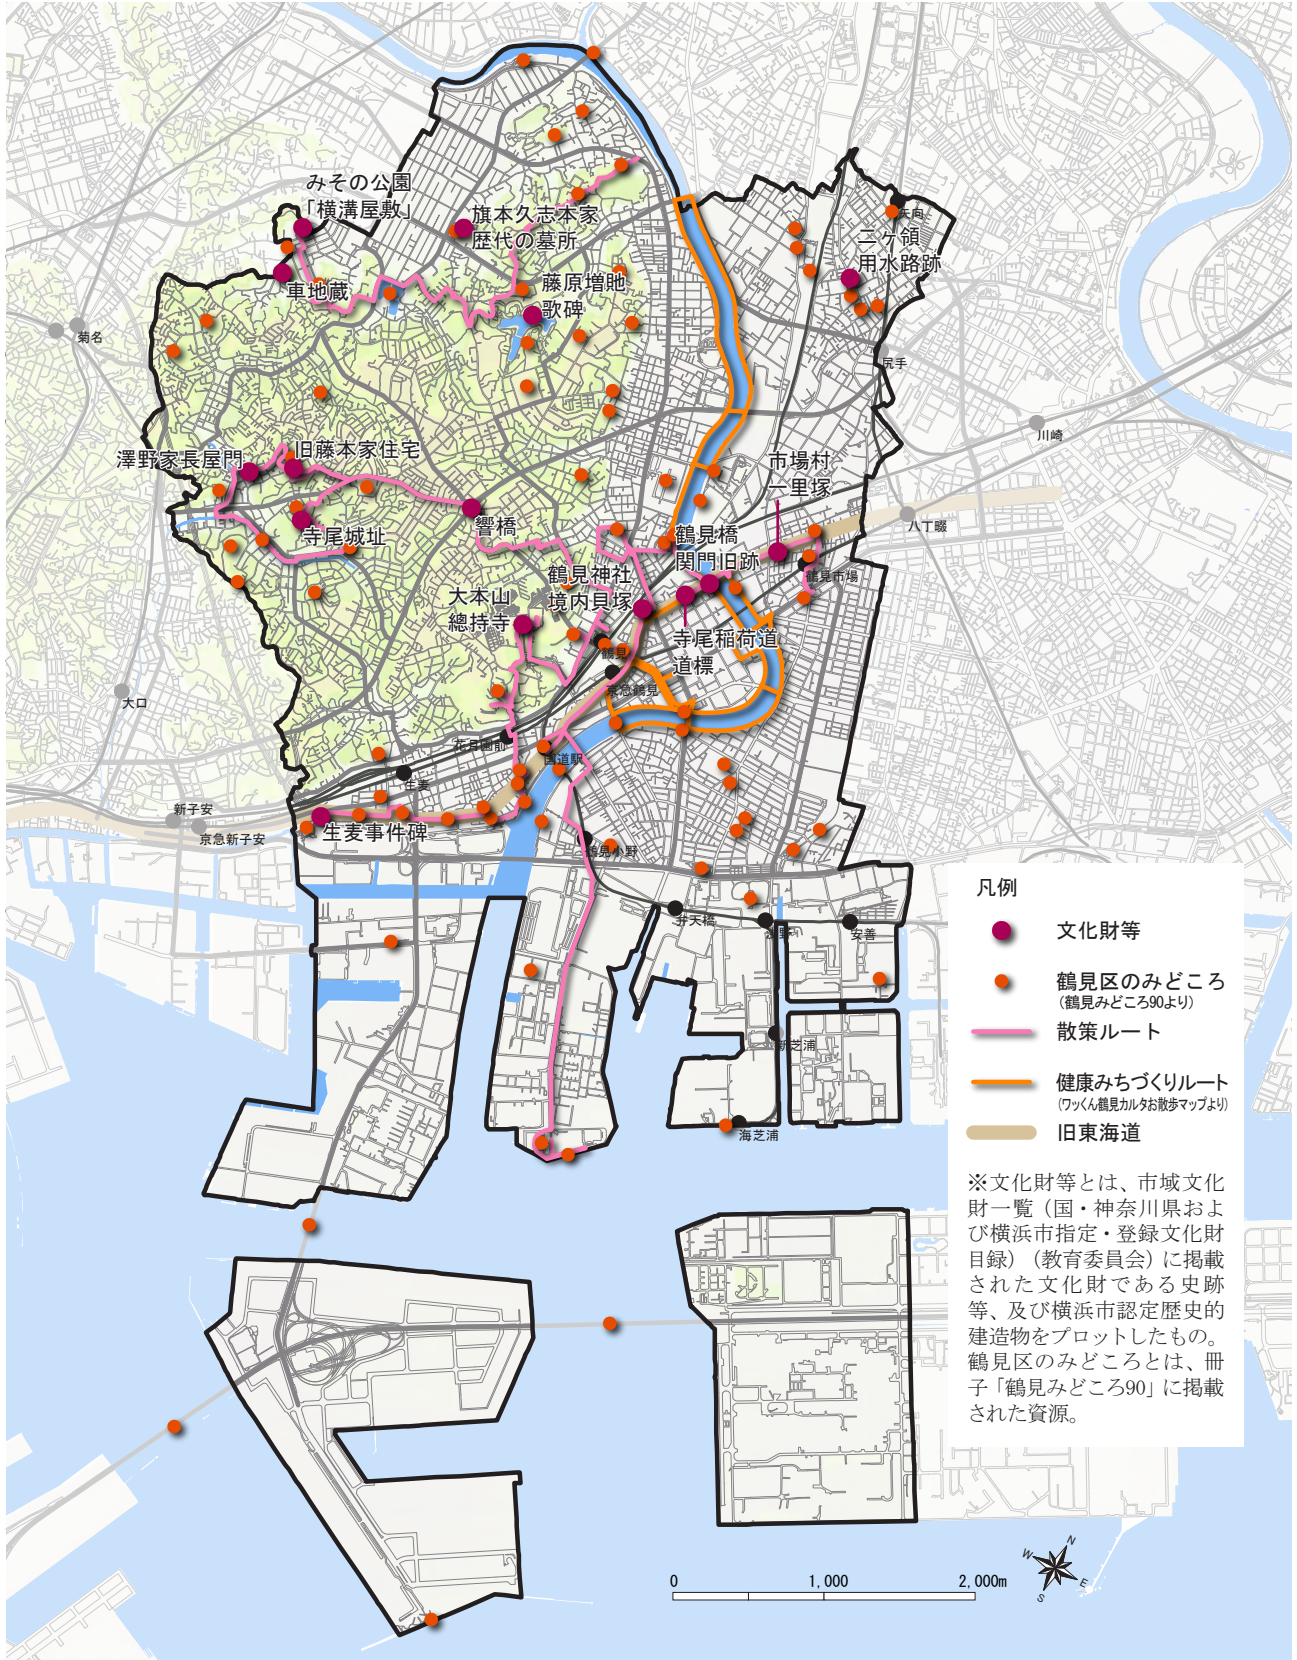 みその公園
「横溝屋敷」
旗本久志本家
歴代の墓所
矢向
二ケ領
用水路跡
車地蔵
藤原増貤
歌碑
菊名
尻手
川崎
澤野家長屋門
旧藤本家住宅
市場村
一里塚
八丁畷
響橋
寺尾城址
鶴見橋
関門旧跡
鶴見市場
鶴見神社
境内貝塚
大本山
總持寺
寺尾稲荷道
道標
鶴見
京急鶴見
大口
花月園前
国道駅
生麦
新子安
京急新子安
生麦事件碑
鶴見小野
弁天橋
浅野
安善
新芝浦
海芝浦
凡例
文化財等
鶴見区のみどころ
(鶴見みどころ90より)
散策ルート
健康みちづくりルート
(ワッくん鶴見カルタお散歩マップより)
旧東海道
※文化財等とは、市域文化
財一覧（国・神奈川県およ
び横浜市指定・登録文化財
目録）（教育委員会）に掲載
された文化財である史跡
等、及び横浜市認定歴史的
建造物をプロットしたもの。
鶴見区のみどころとは、冊
子「鶴見みどころ90」に掲載
された資源。
0 1,000 2,000m
N
W
E
S